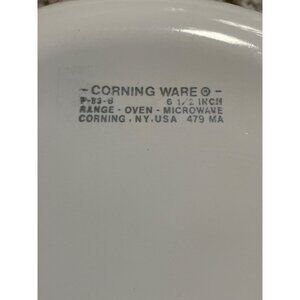 - CORNING WARE ® -
P-83-B 6 1/2 INCH
RANGE - OVEN - MICROWAVE
CORNING . NY. USA 479 MA